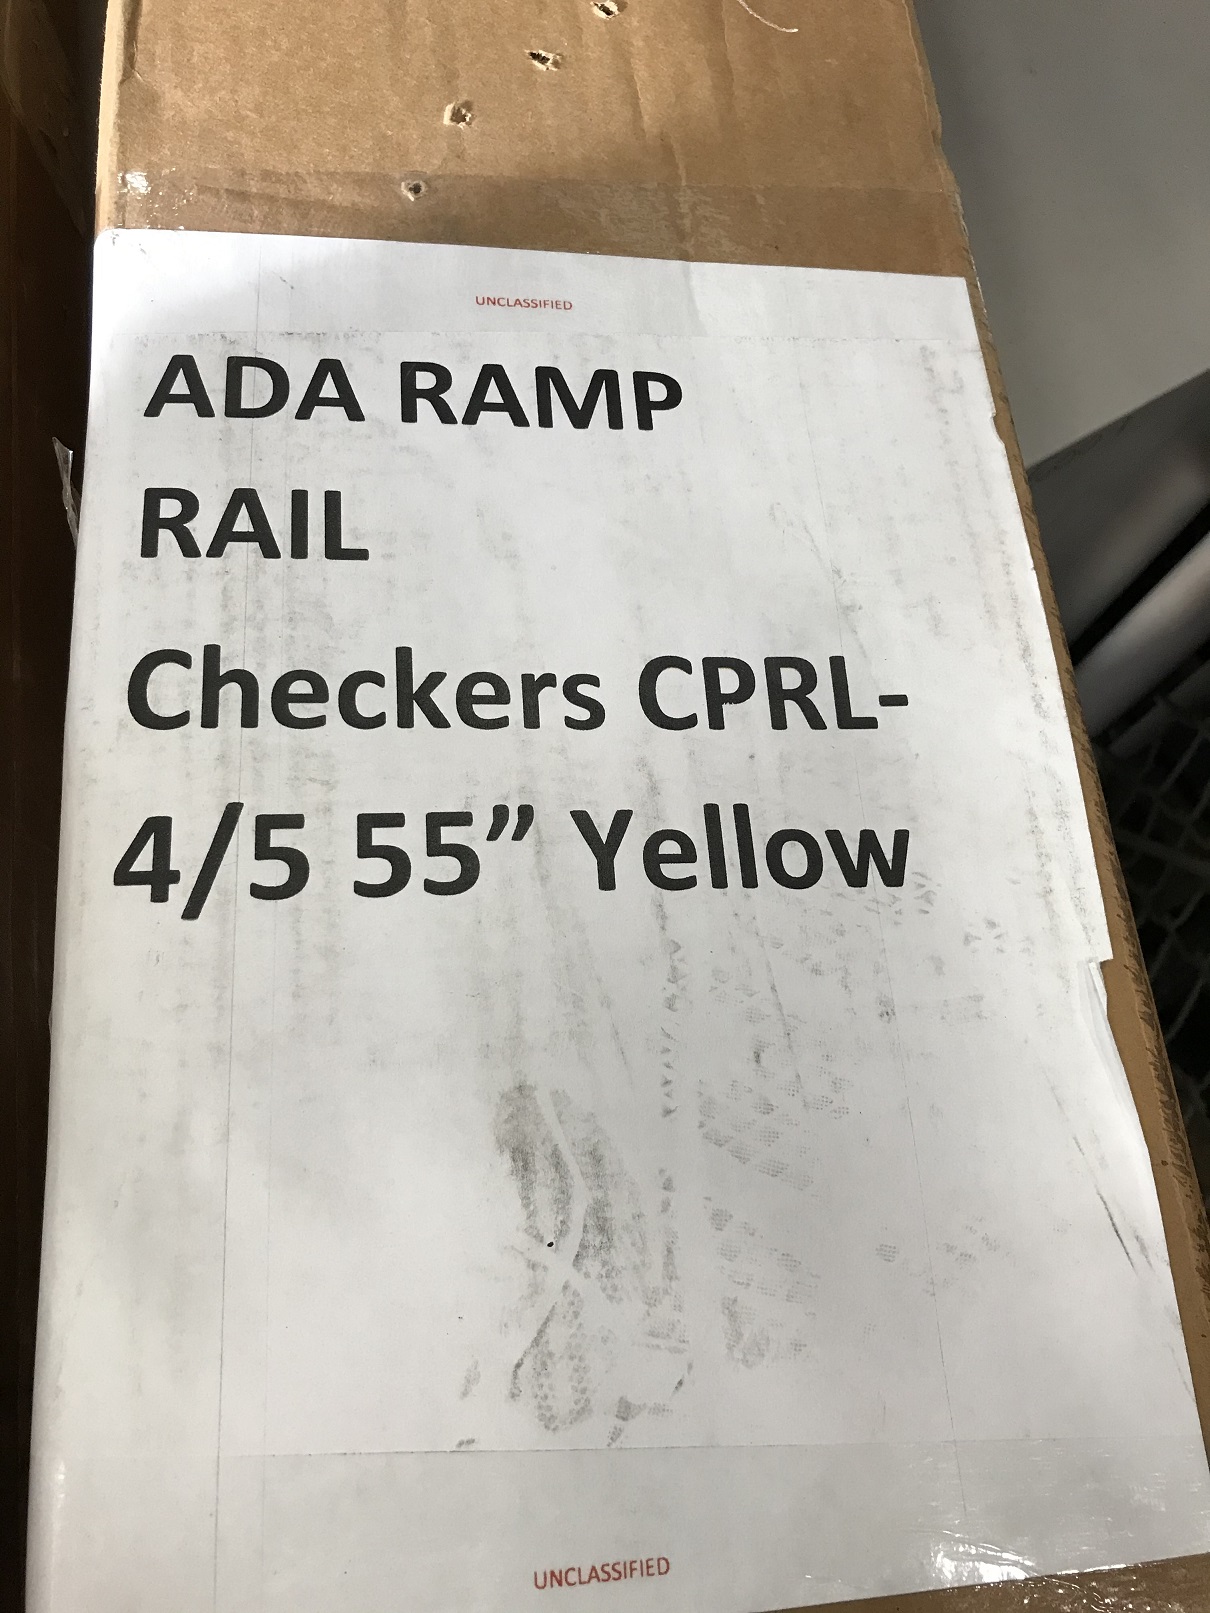 UNCLASSIFIED
ADA RAMP
RAIL
Checkers CPRL-
4/5 55” Yellow
UNCLASSIFIED